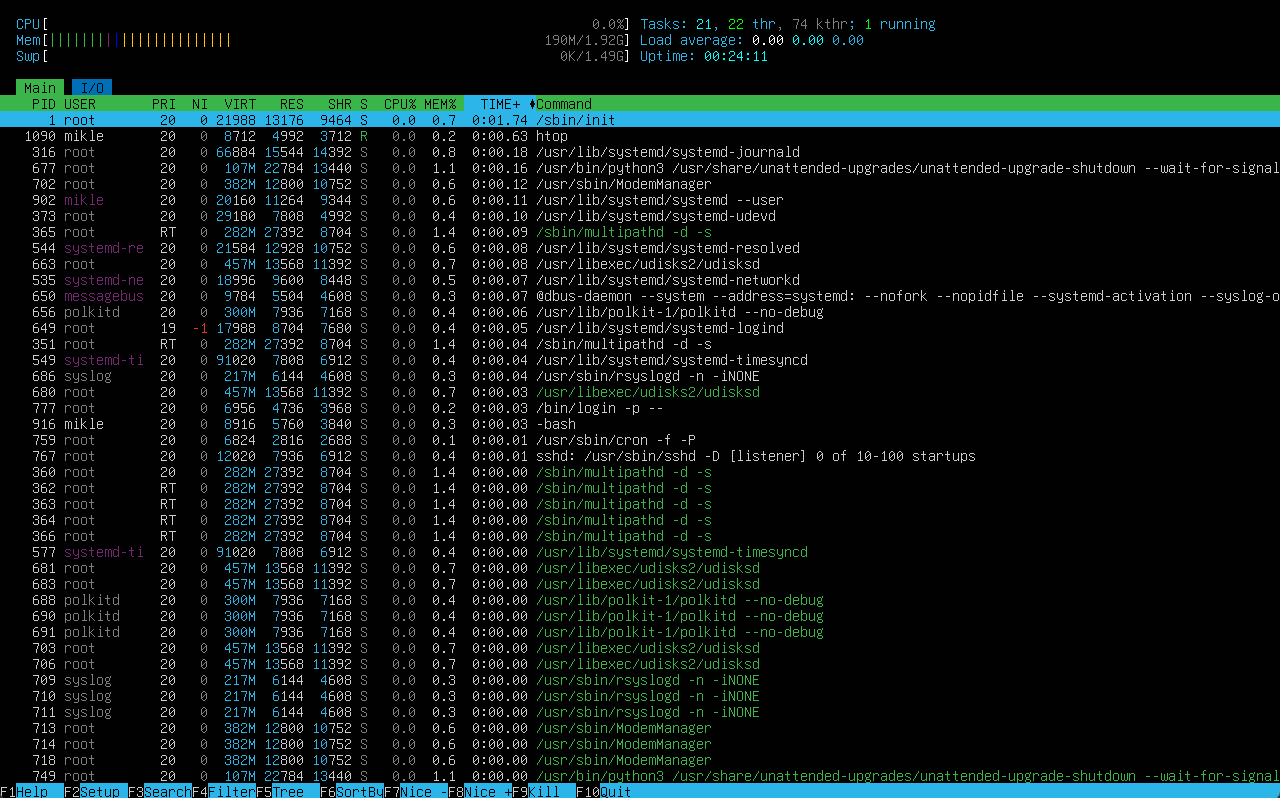 CPU[ 0.0%] Tasks: 21, 22 thr, 74 kthr; 1 running
Mem[||||||||||||||||||||||| 190M/1.92G] Load average: 0.00 0.00 0.00
Swp[ 0K/1.49G] Uptime: 00:24:11
Main I/O
PID USER PRI NI VIRT RES SHR S CPU% MEM% TIME+ Command
1 root 20 0 21988 13176 9464 S 0.0 0.7 0:01.74 /sbin/init
1090 mikle 20 0 8712 4992 3712 R 0.0 0.2 0:00.63 htop
316 root 20 0 66884 15544 14392 S 0.0 0.8 0:00.18 /usr/lib/systemd/systemd-journald
677 root 20 0 107M 22784 13440 S 0.0 1.1 0:00.16 /usr/bin/python3 /usr/share/unattended-upgrades/unattended-upgrade-shutdown --wait-for-signal
702 root 20 0 382M 12800 10752 S 0.0 0.6 0:00.12 /usr/sbin/ModemManager
902 mikle 20 0 20160 11264 9344 S 0.0 0.6 0:00.11 /usr/lib/systemd/systemd --user
373 root 20 0 29180 7808 4992 S 0.0 0.4 0:00.10 /usr/lib/systemd/systemd-udevd
365 root RT 0 282M 27392 8704 S 0.0 1.4 0:00.09 /sbin/multipathd -d -s
544 systemd-re 20 0 21584 12928 10752 S 0.0 0.6 0:00.08 /usr/lib/systemd/systemd-resolved
663 root 20 0 457M 13568 11392 S 0.0 0.7 0:00.08 /usr/libexec/udisks2/udisksd
535 systemd-ne 20 0 18996 9600 8448 S 0.0 0.5 0:00.07 /usr/lib/systemd/systemd-networkd
650 messagebus 20 0 9784 5504 4608 S 0.0 0.3 0:00.07 @dbus-daemon --system --address=systemd: --nofork --nopidfile --systemd-activation --syslog-o
656 polkitd 20 0 300M 7936 7168 S 0.0 0.4 0:00.06 /usr/lib/polkit-1/polkitd --no-debug
649 root 19 -1 17988 8704 7680 S 0.0 0.4 0:00.05 /usr/lib/systemd/systemd-logind
351 root RT 0 282M 27392 8704 S 0.0 1.4 0:00.04 /sbin/multipathd -d -s
549 systemd-ti 20 0 91020 7808 6912 S 0.0 0.4 0:00.04 /usr/lib/systemd/systemd-timesyncd
686 syslog 20 0 217M 6144 4608 S 0.0 0.3 0:00.04 /usr/sbin/rsyslogd -n -iNONE
680 root 20 0 457M 13568 11392 S 0.0 0.7 0:00.03 /usr/libexec/udisks2/udisksd
777 root 20 0 6956 4736 3968 S 0.0 0.2 0:00.03 /bin/login -p --
916 mikle 20 0 8916 5760 3840 S 0.0 0.3 0:00.03 -bash
759 root 20 0 6824 2816 2688 S 0.0 0.1 0:00.01 /usr/sbin/cron -f -P
767 root 20 0 12020 7936 6912 S 0.0 0.4 0:00.01 sshd: /usr/sbin/sshd -D [listener] 0 of 10-100 startups
360 root 20 0 282M 27392 8704 S 0.0 1.4 0:00.00 /sbin/multipathd -d -s
362 root RT 0 282M 27392 8704 S 0.0 1.4 0:00.00 /sbin/multipathd -d -s
363 root RT 0 282M 27392 8704 S 0.0 1.4 0:00.00 /sbin/multipathd -d -s
364 root RT 0 282M 27392 8704 S 0.0 1.4 0:00.00 /sbin/multipathd -d -s
366 root RT 0 282M 27392 8704 S 0.0 1.4 0:00.00 /sbin/multipathd -d -s
577 systemd-ti 20 0 91020 7808 6912 S 0.0 0.4 0:00.00 /usr/lib/systemd/systemd-timesyncd
681 root 20 0 457M 13568 11392 S 0.0 0.7 0:00.00 /usr/libexec/udisks2/udisksd
683 root 20 0 457M 13568 11392 S 0.0 0.7 0:00.00 /usr/libexec/udisks2/udisksd
688 polkitd 20 0 300M 7936 7168 S 0.0 0.4 0:00.00 /usr/lib/polkit-1/polkitd --no-debug
690 polkitd 20 0 300M 7936 7168 S 0.0 0.4 0:00.00 /usr/lib/polkit-1/polkitd --no-debug
691 polkitd 20 0 300M 7936 7168 S 0.0 0.4 0:00.00 /usr/lib/polkit-1/polkitd --no-debug
703 root 20 0 457M 13568 11392 S 0.0 0.7 0:00.00 /usr/libexec/udisks2/udisksd
706 root 20 0 457M 13568 11392 S 0.0 0.7 0:00.00 /usr/libexec/udisks2/udisksd
709 syslog 20 0 217M 6144 4608 S 0.0 0.3 0:00.00 /usr/sbin/rsyslogd -n -iNONE
710 syslog 20 0 217M 6144 4608 S 0.0 0.3 0:00.00 /usr/sbin/rsyslogd -n -iNONE
711 syslog 20 0 217M 6144 4608 S 0.0 0.3 0:00.00 /usr/sbin/rsyslogd -n -iNONE
713 root 20 0 382M 12800 10752 S 0.0 0.6 0:00.00 /usr/sbin/ModemManager
714 root 20 0 382M 12800 10752 S 0.0 0.6 0:00.00 /usr/sbin/ModemManager
718 root 20 0 382M 12800 10752 S 0.0 0.6 0:00.00 /usr/sbin/ModemManager
749 root 20 0 107M 22784 13440 S 0.0 1.1 0:00.00 /usr/bin/python3 /usr/share/unattended-upgrades/unattended-upgrade-shutdown --wait-for-signal
F1Help F2Setup F3SearchF4FilterF5Tree F6SortByF7Nice -F8Nice +F9Kill F10Quit